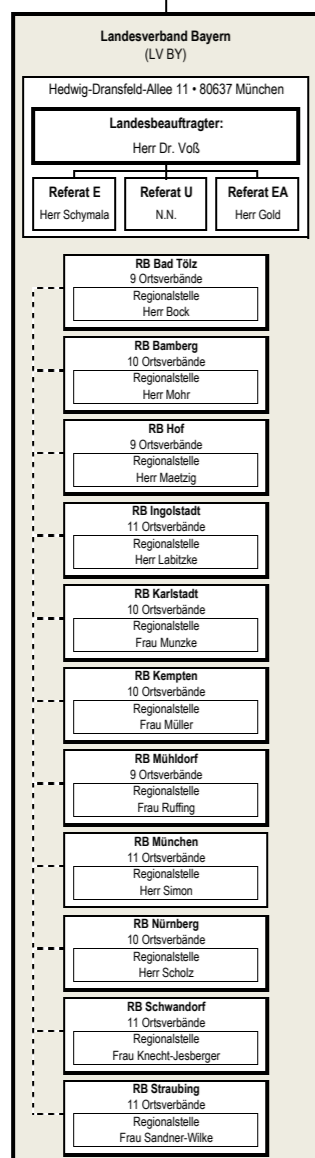 Landesverband Bayern
(LV BY)
Hedwig-Dransfeld-Allee 11 • 80637 München
Landesbeauftragter:
Herr Dr. Voß
Referat E
Herr Schymala
Referat U
N.N.
Referat EA
Herr Gold
RB Bad Tölz
9 Ortsverbände
Regionalstelle
Herr Bock
RB Bamberg
10 Ortsverbände
Regionalstelle
Herr Mohr
RB Hof
9 Ortsverbände
Regionalstelle
Herr Maetzig
RB Ingolstadt
11 Ortsverbände
Regionalstelle
Herr Labitzke
RB Karlstadt
10 Ortsverbände
Regionalstelle
Frau Munzke
RB Kempten
10 Ortsverbände
Regionalstelle
Frau Müller
RB Mühldorf
9 Ortsverbände
Regionalstelle
Frau Ruffing
RB München
11 Ortsverbände
Regionalstelle
Herr Simon
RB Nürnberg
10 Ortsverbände
Regionalstelle
Herr Scholz
RB Schwandorf
11 Ortsverbände
Regionalstelle
Frau Knecht-Jesberger
RB Straubing
11 Ortsverbände
Regionalstelle
Frau Sandner-Wilke